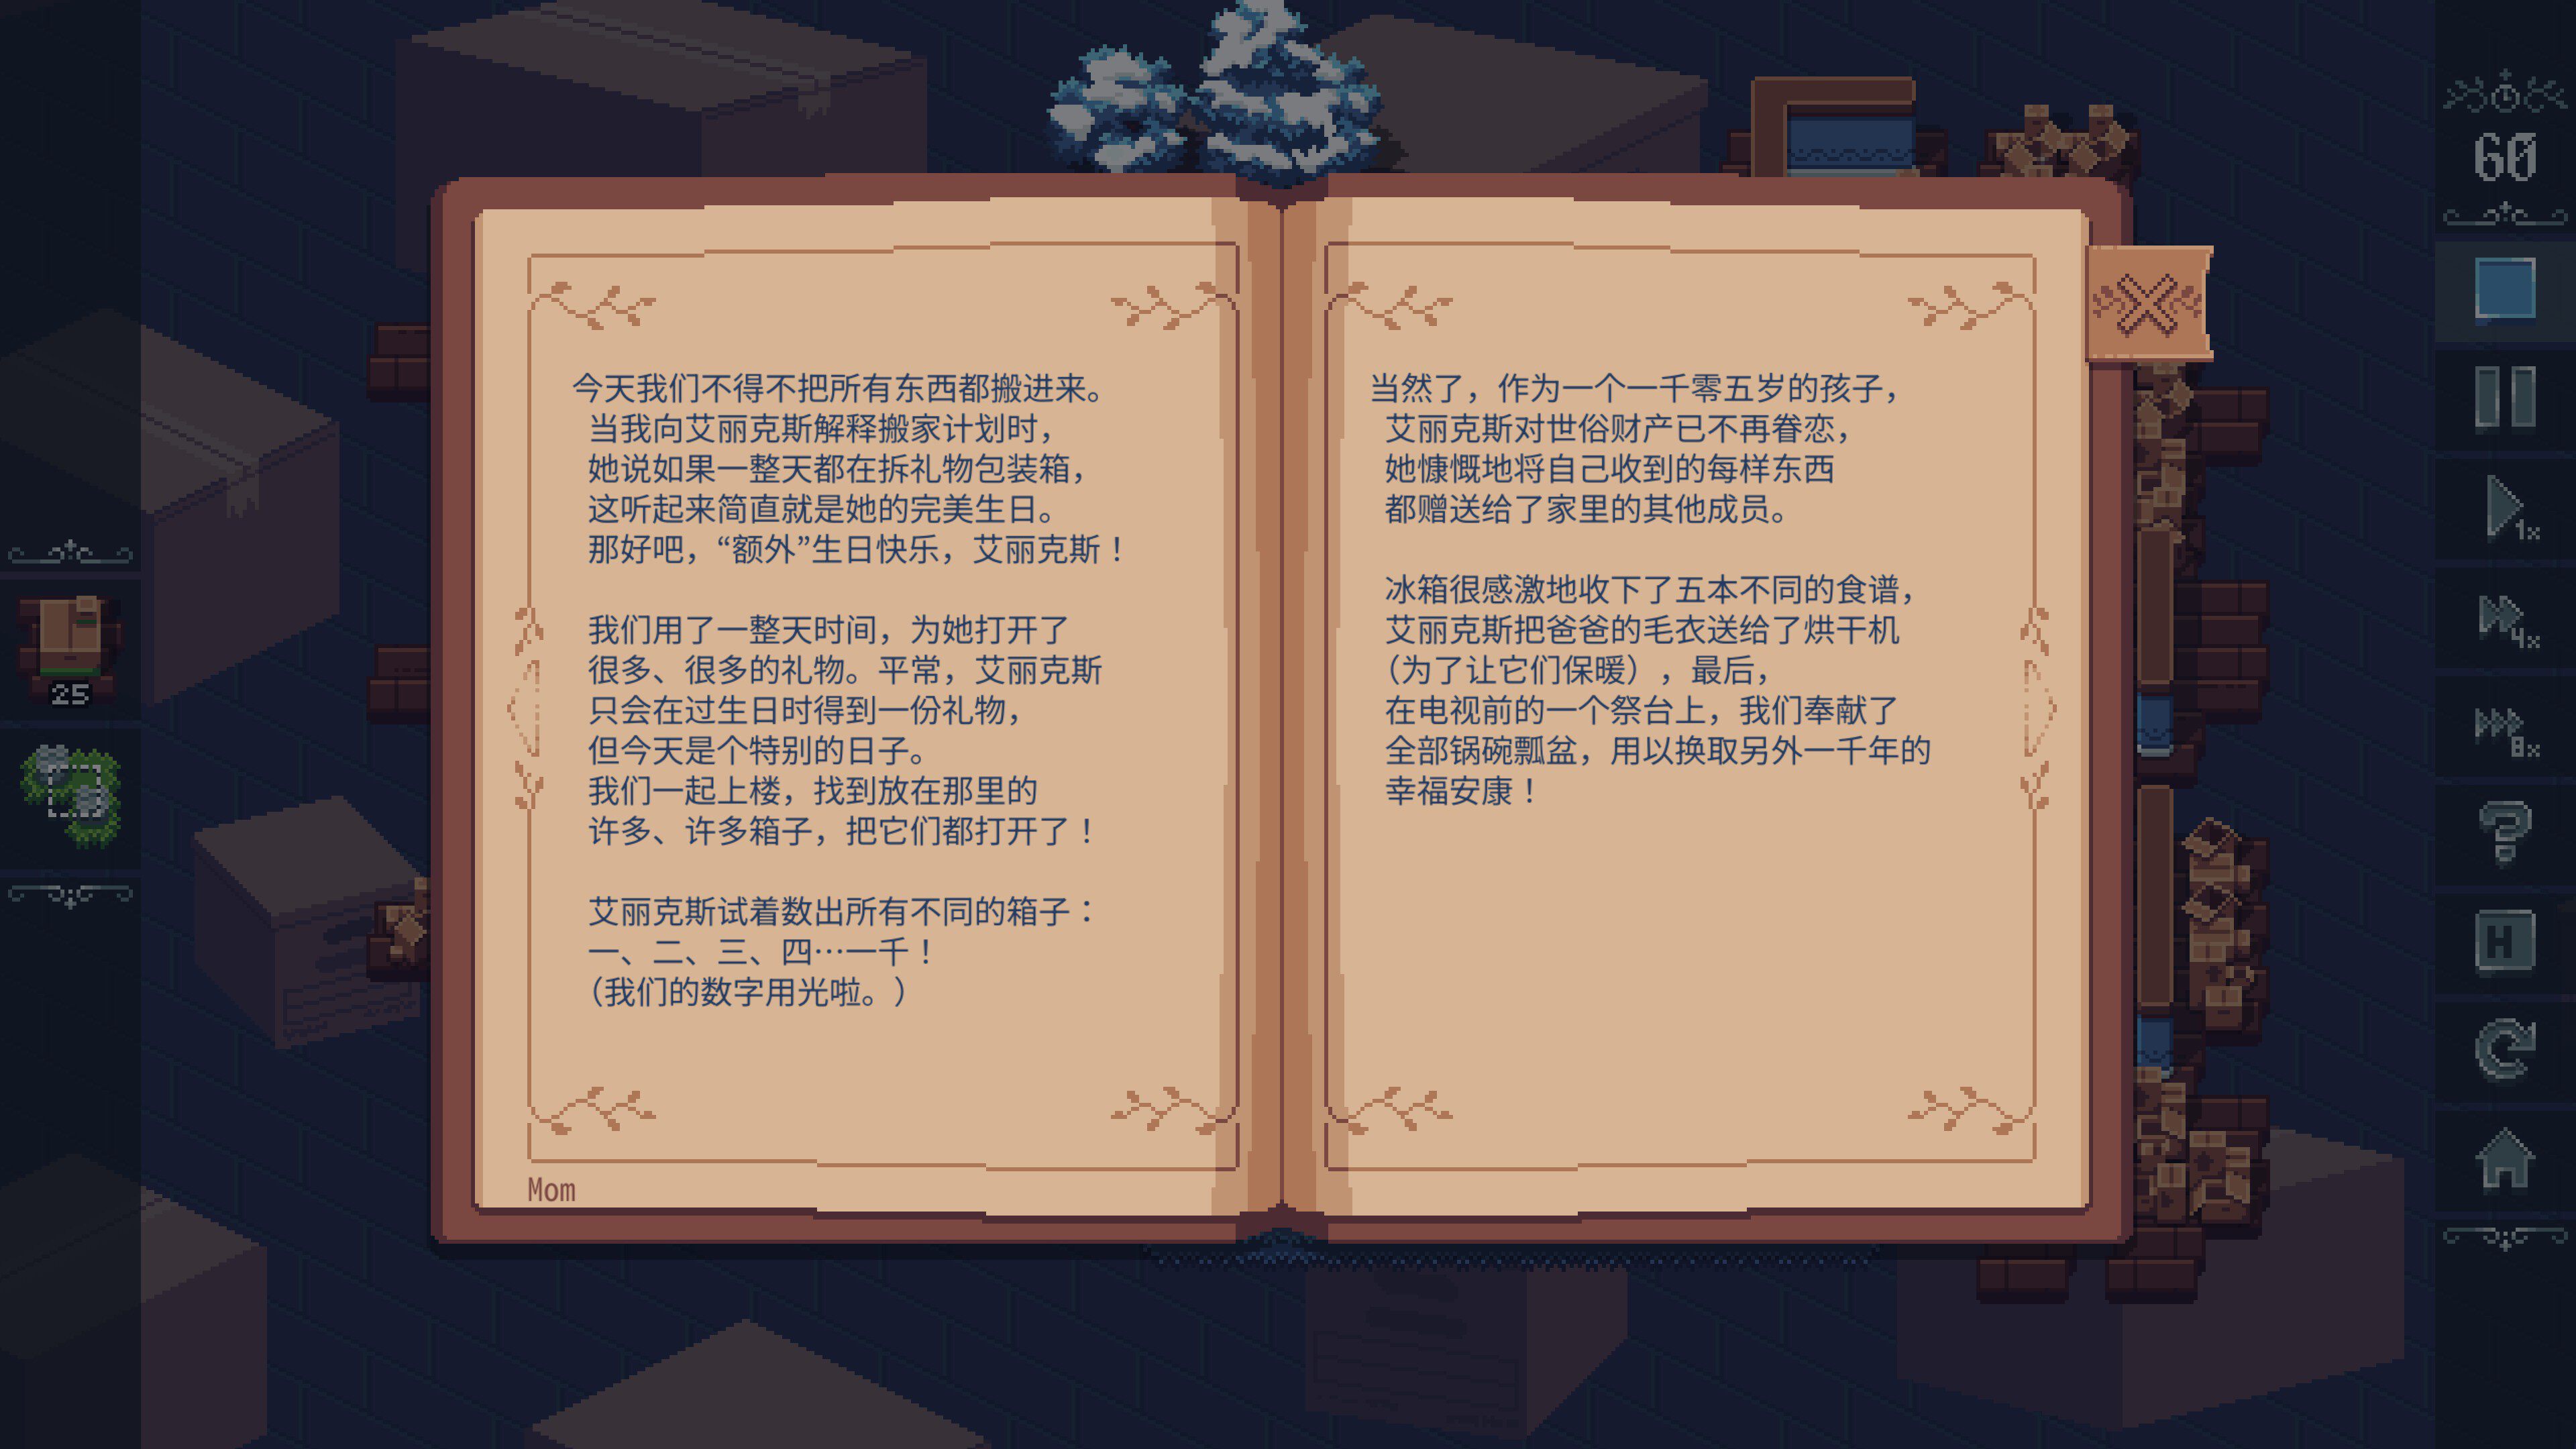 今天我们不得不把所有东西都搬进来。
当我向艾丽克斯解释搬家计划时，
她说如果一整天都在拆礼物包装箱，
这听起来简直就是她的完美生日。
那好吧，“额外”生日快乐，艾丽克斯！
我们用了一整天时间，为她打开了
很多、很多的礼物。平常，艾丽克斯
只会在过生日时得到一份礼物，
但今天是个特别的日子。
我们一起上楼，找到放在那里的
许多、许多箱子，把它们都打开了！
艾丽克斯试着数出所有不同的箱子：
一、二、三、四…一千！
（我们的数字用光啦。）
Mom
当然了，作为一个一千零五岁的孩子，
艾丽克斯对世俗财产已不再眷恋，
她慷慨地将自己收到的每样东西
都赠送给了家里的其他成员。
冰箱很感激地收下了五本不同的食谱，
艾丽克斯把爸爸的毛衣送给了烘干机
（为了让它们保暖），最后，
在电视前的一个祭台上，我们奉献了
全部锅碗瓢盆，用以换取另外一千年的
幸福安康！
25
60
1x
4x
8x
?
H